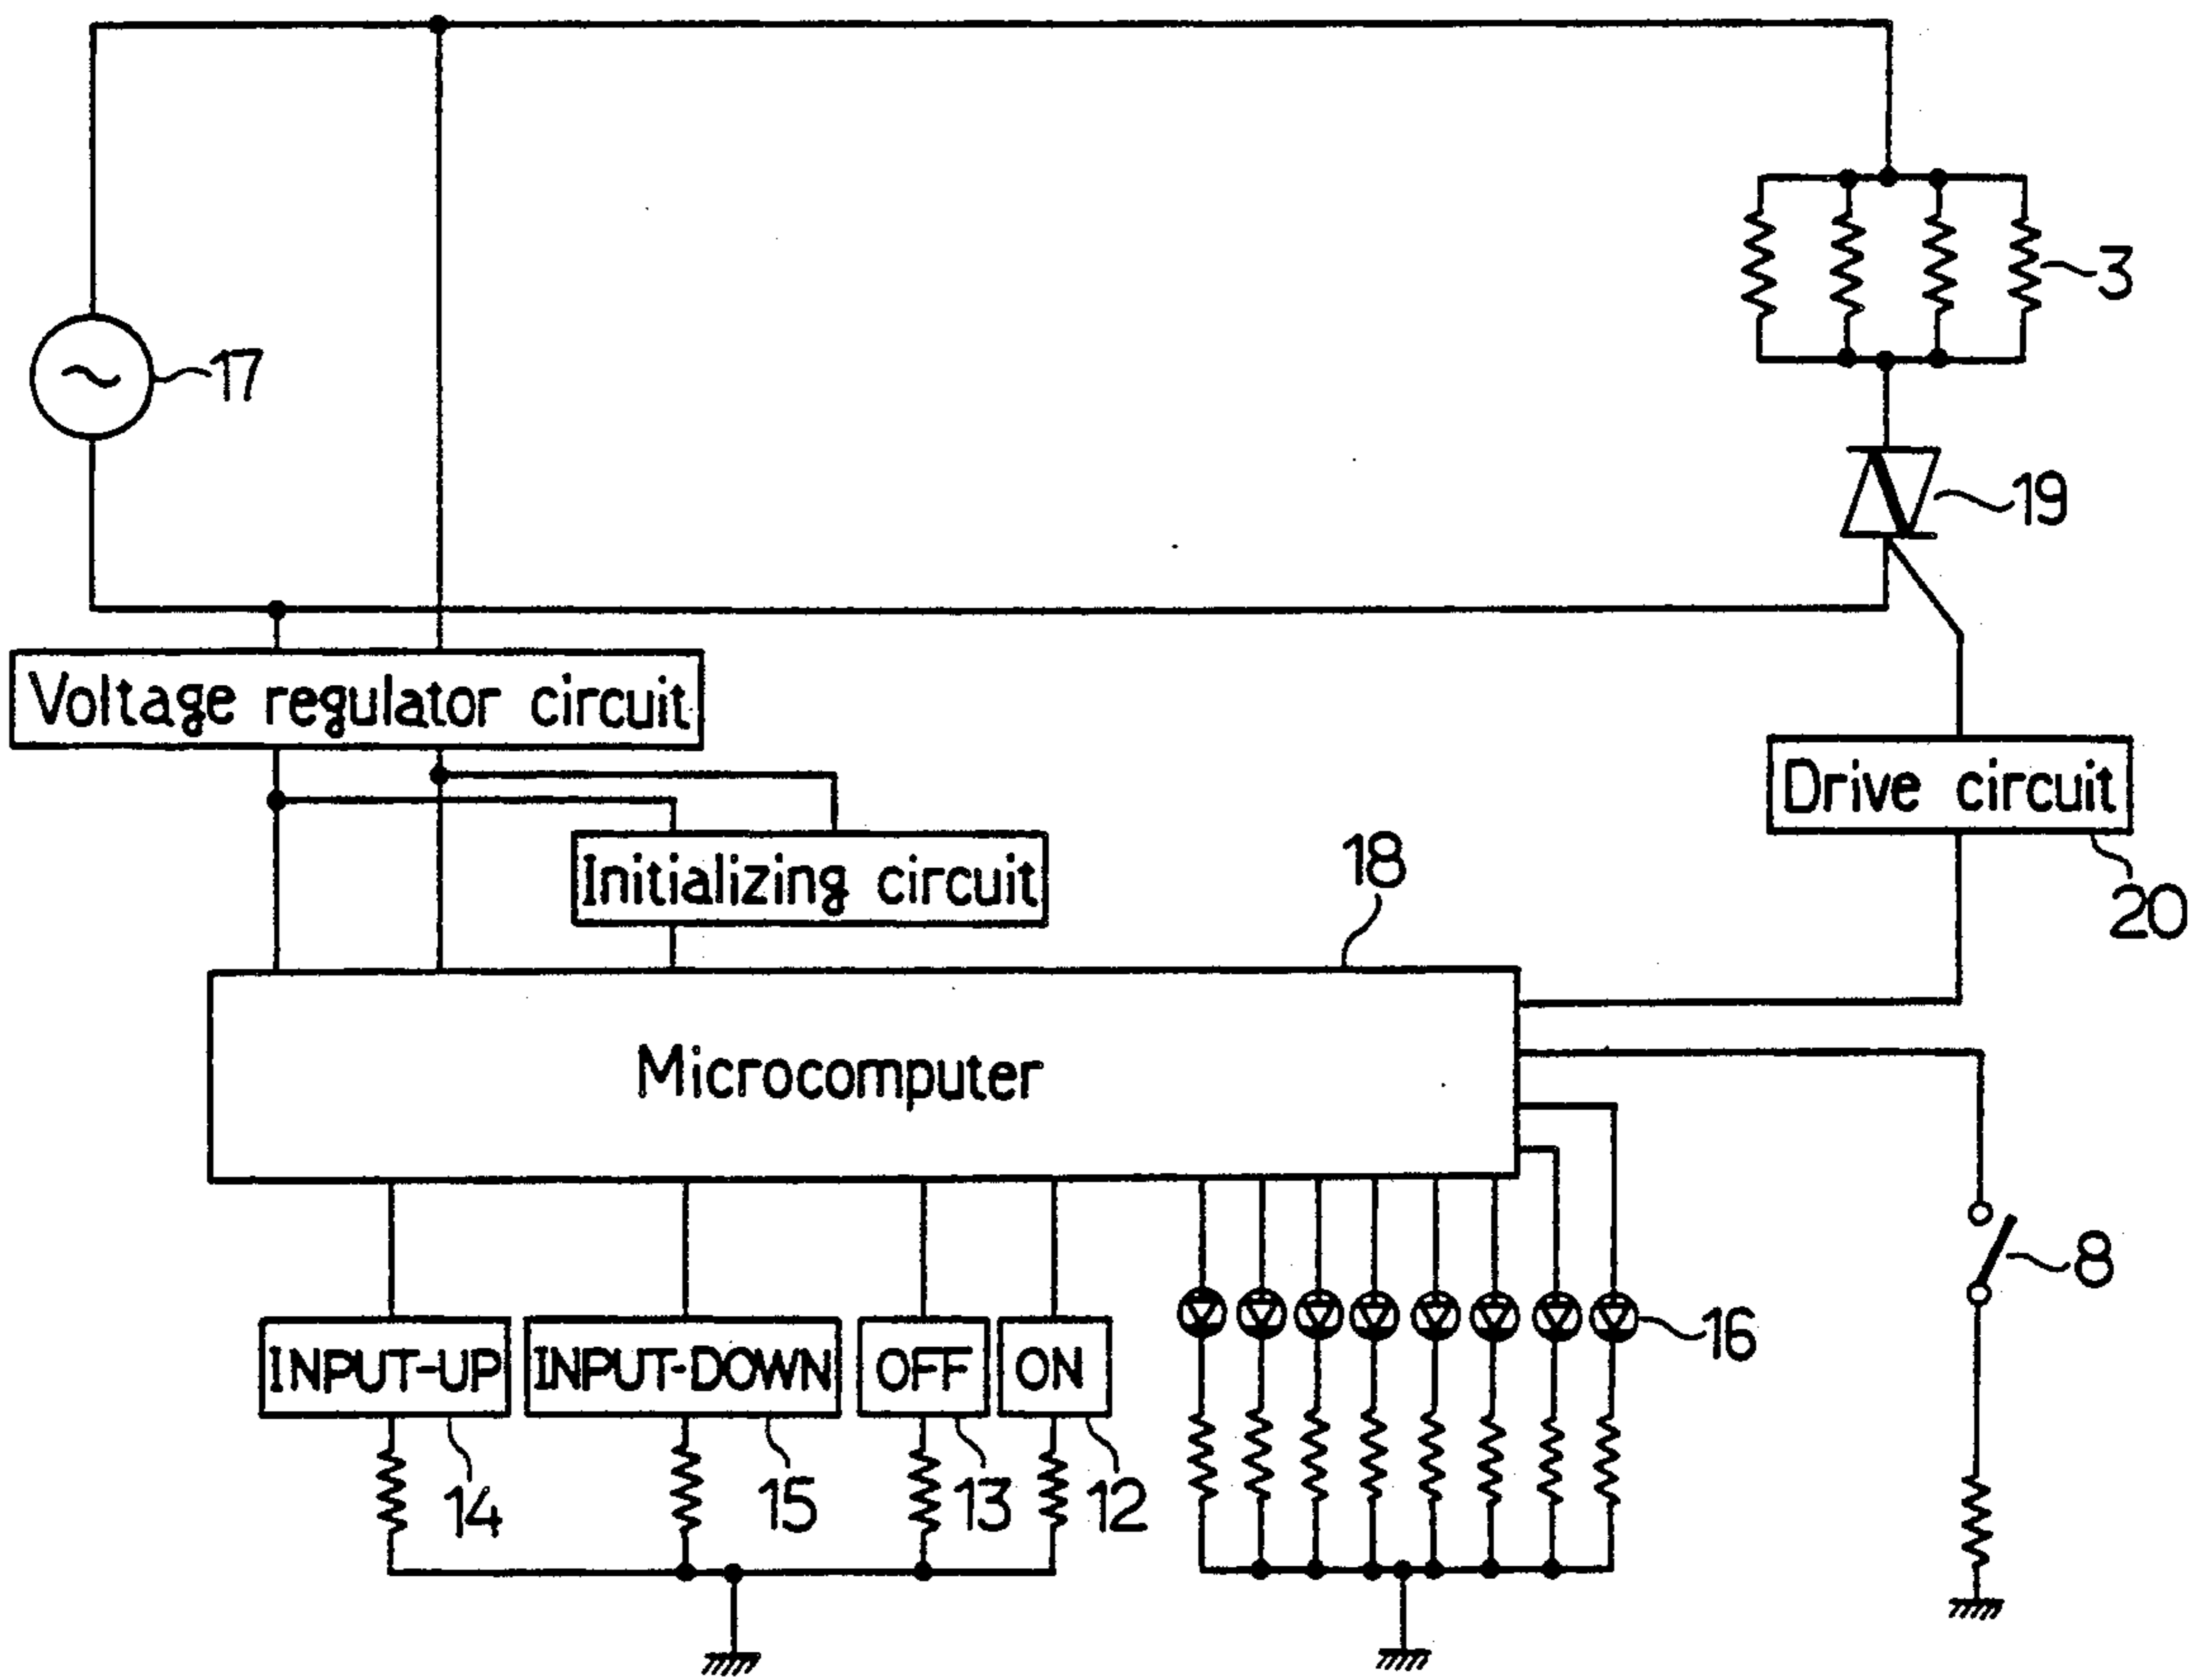 3
17
19
Voltage regulator circuit
Drive circuit
20
Initializing circuit
18
Microcomputer
8
16
INPUT-UP
INPUT-DOWN
OFF
ON
14
15
13
12